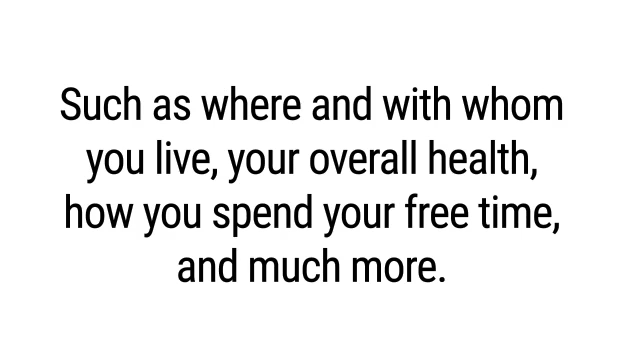 Such as where and with whom
you live, your overall health,
how you spend your free time,
and much more.